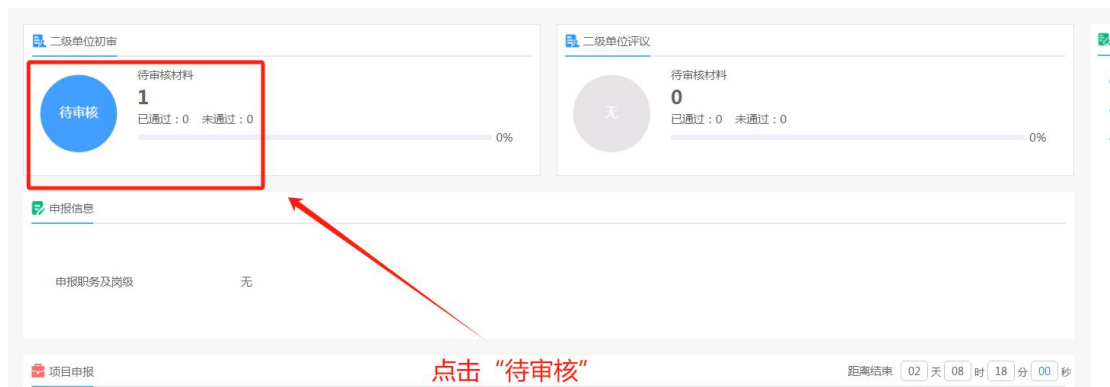 二级单位初审
待审核
待审核材料
1
已通过：0 未通过：0
0%
二级单位评议
无
待审核材料
0
已通过：0 未通过：0
0%
申报信息
申报职务及岗级 无
项目申报
点击“待审核”
距离结束 02 天 08 时 18 分 00 秒